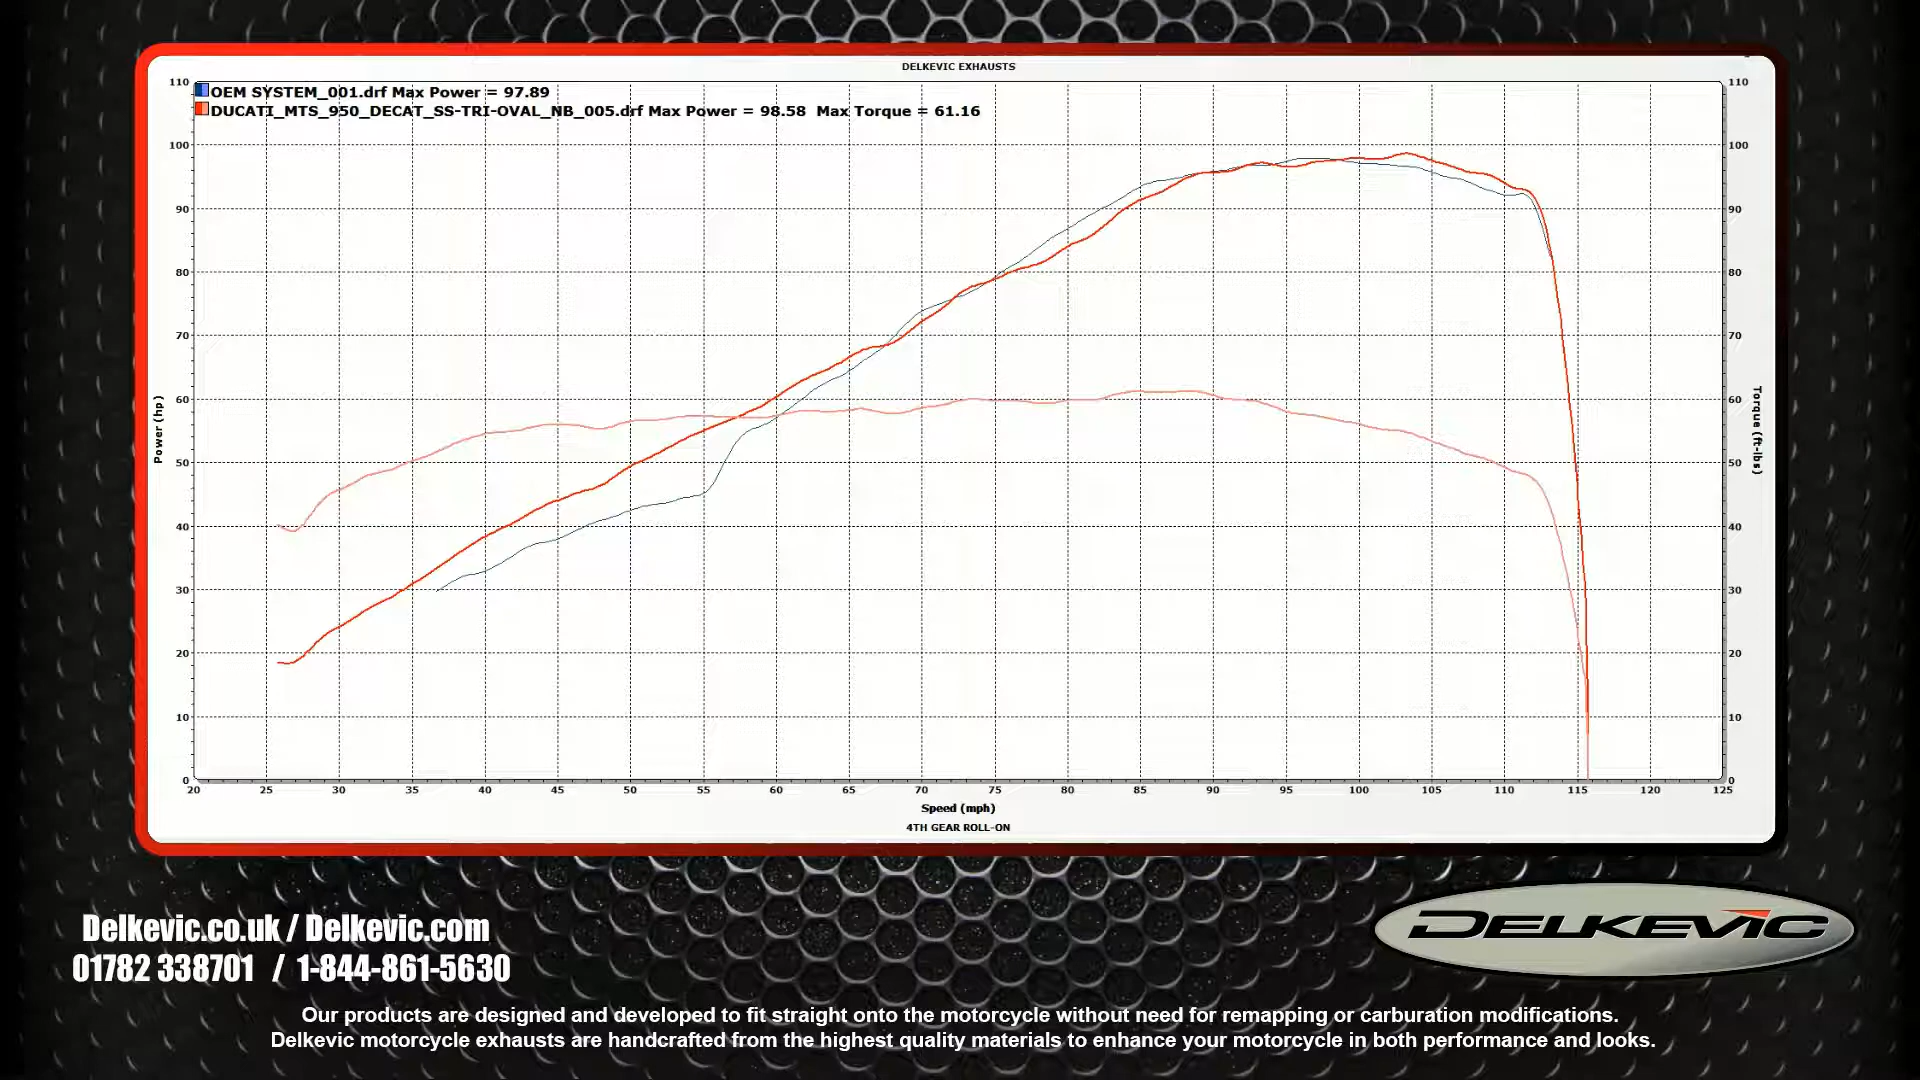 DELKEVIC EXHAUSTS
OEM SYSTEM_001.drf Max Power = 97.89
DUCATI_MTS_950_DECAT_SS-TRI-OVAL_NB_005.drf Max Power = 98.58 Max Torque = 61.16
110
100
90
80
70
60
50
40
30
20
10
0
Power (hp)
110
100
90
80
70
60
50
40
30
20
10
0
Torque (ft-lbs)
20 25 30 35 40 45 50 55 60 65 70 75 80 85 90 95 100 105 110 115 120 125
Speed (mph)
4TH GEAR ROLL-ON
Delkevic.co.uk / Delkevic.com
01782 338701 / 1-844-861-5630
DELKEVIC
Our products are designed and developed to fit straight onto the motorcycle without need for remapping or carburation modifications.
Delkevic motorcycle exhausts are handcrafted from the highest quality materials to enhance your motorcycle in both performance and looks.